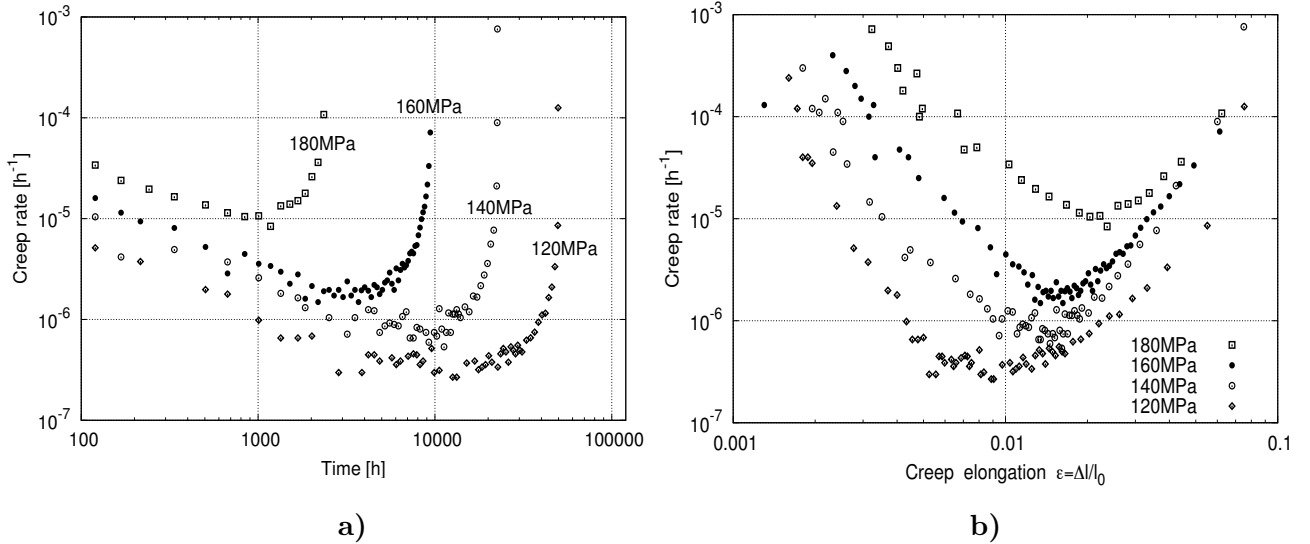 10^-3
10^-4
10^-5
10^-6
10^-7
Creep rate [h^-1]
180MPa
160MPa
140MPa
120MPa
100
1000
10000
100000
Time [h]
a)
10^-3
10^-4
10^-5
10^-6
10^-7
Creep rate [h^-1]
180MPa
160MPa
140MPa
120MPa
0.001
0.01
0.1
Creep elongation ε=Δl/l_0
b)